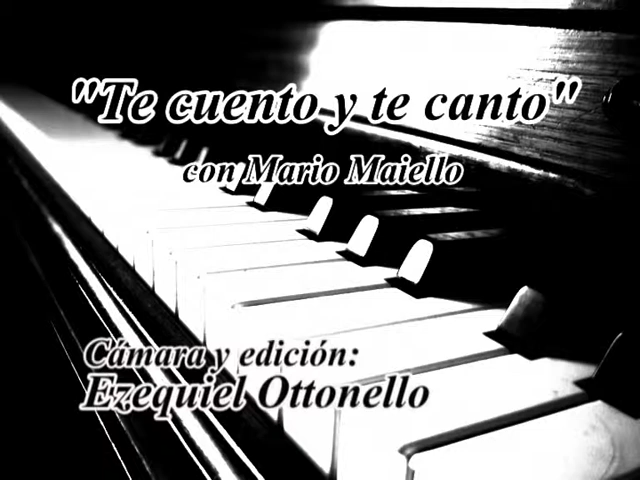 "Te cuento y te canto"
con Mario Maiello
Cámara y edición:
Ezequiel Ottonello